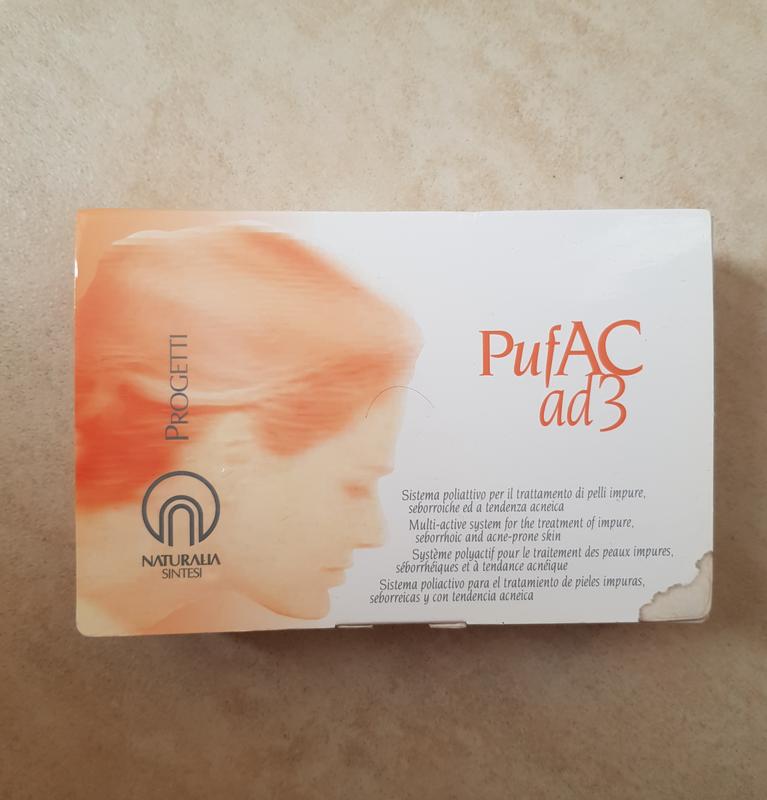 PROGETTI
NATURALIA
SINTESI
PufAC
ad3
Sistema poliattivo per il trattamento di pelli impure,
seborroiche ed a tendenza acneica
Multi-active system for the treatment of impure,
seborrhoic and acne-prone skin
Système polyactif pour le traitement des peaux impures,
séborrhéiques et à tendance acnéique
Sistema poliactivo para el tratamiento de pieles impuras,
seborreicas y con tendencia acneica